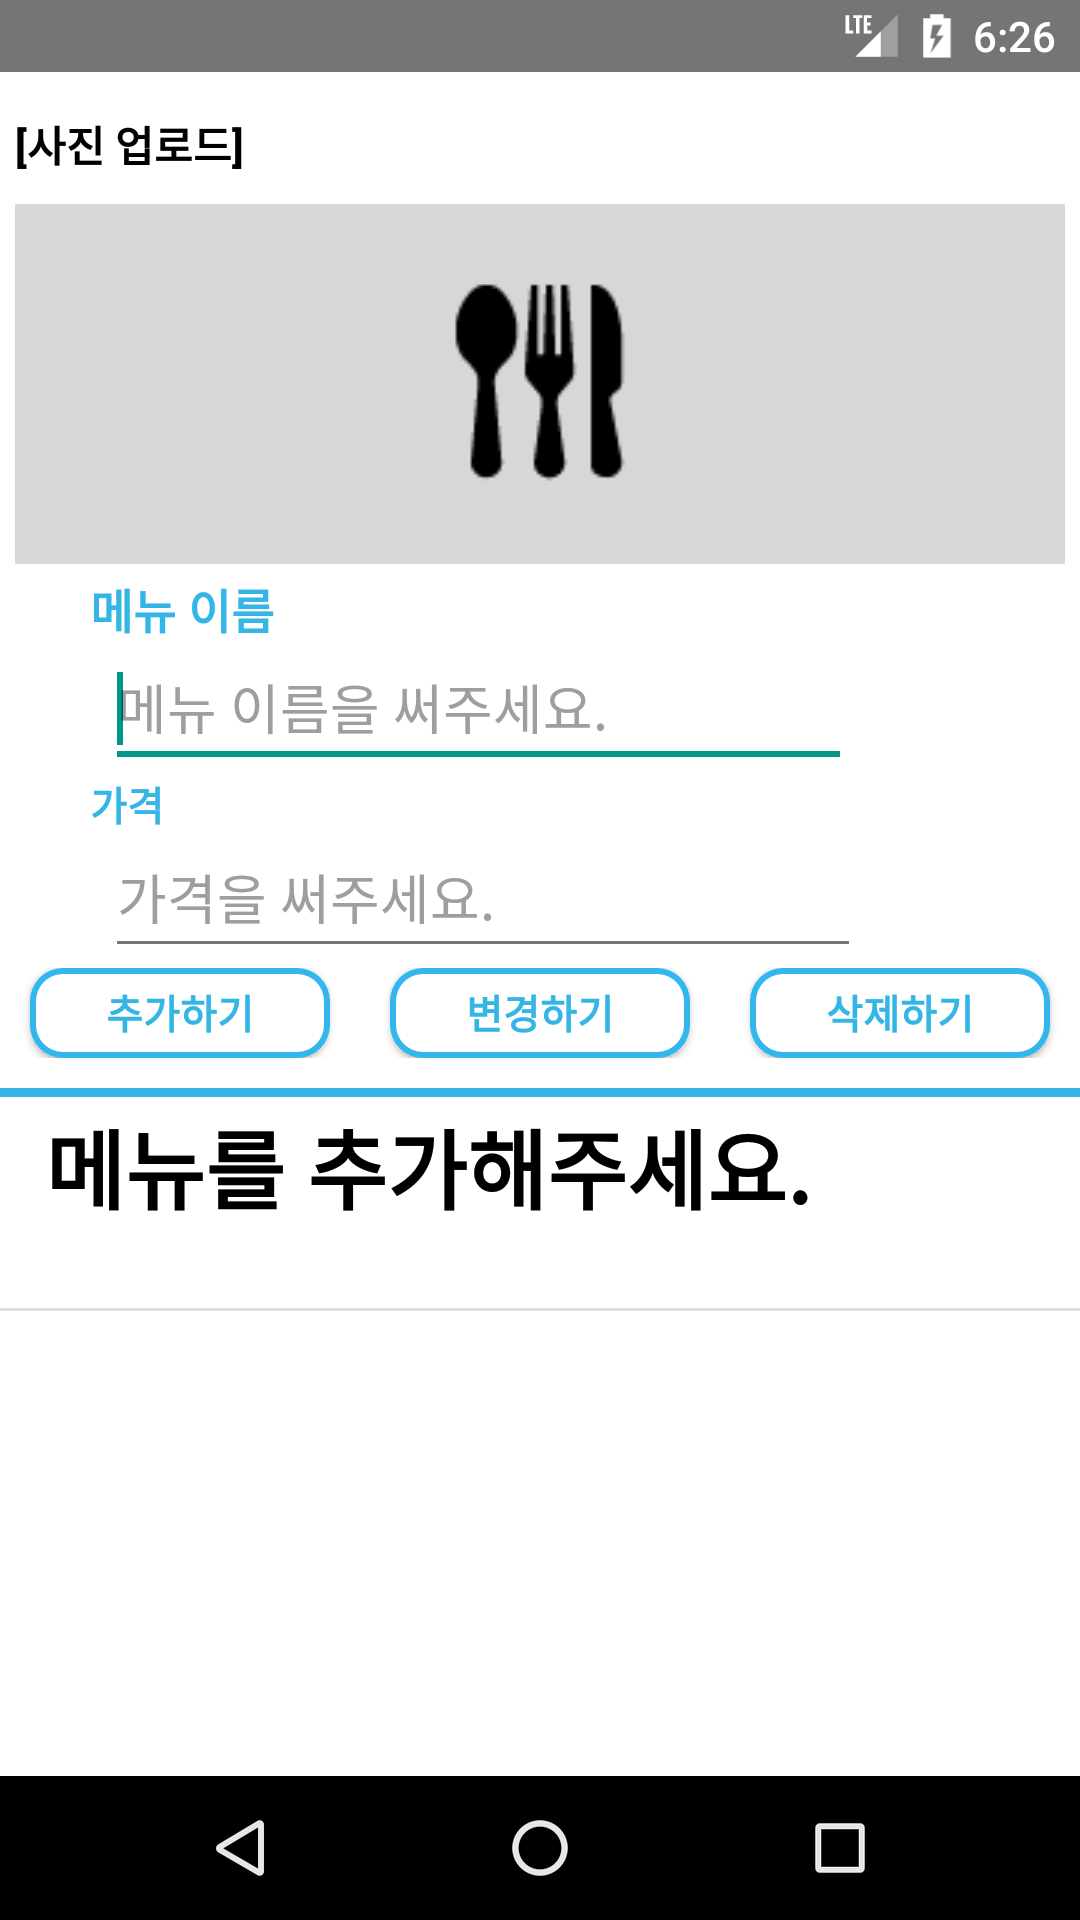 LTE 6:26
[사진 업로드]
메뉴 이름
메뉴 이름을 써주세요.
가격
가격을 써주세요.
추가하기 변경하기 삭제하기
메뉴를 추가해주세요.